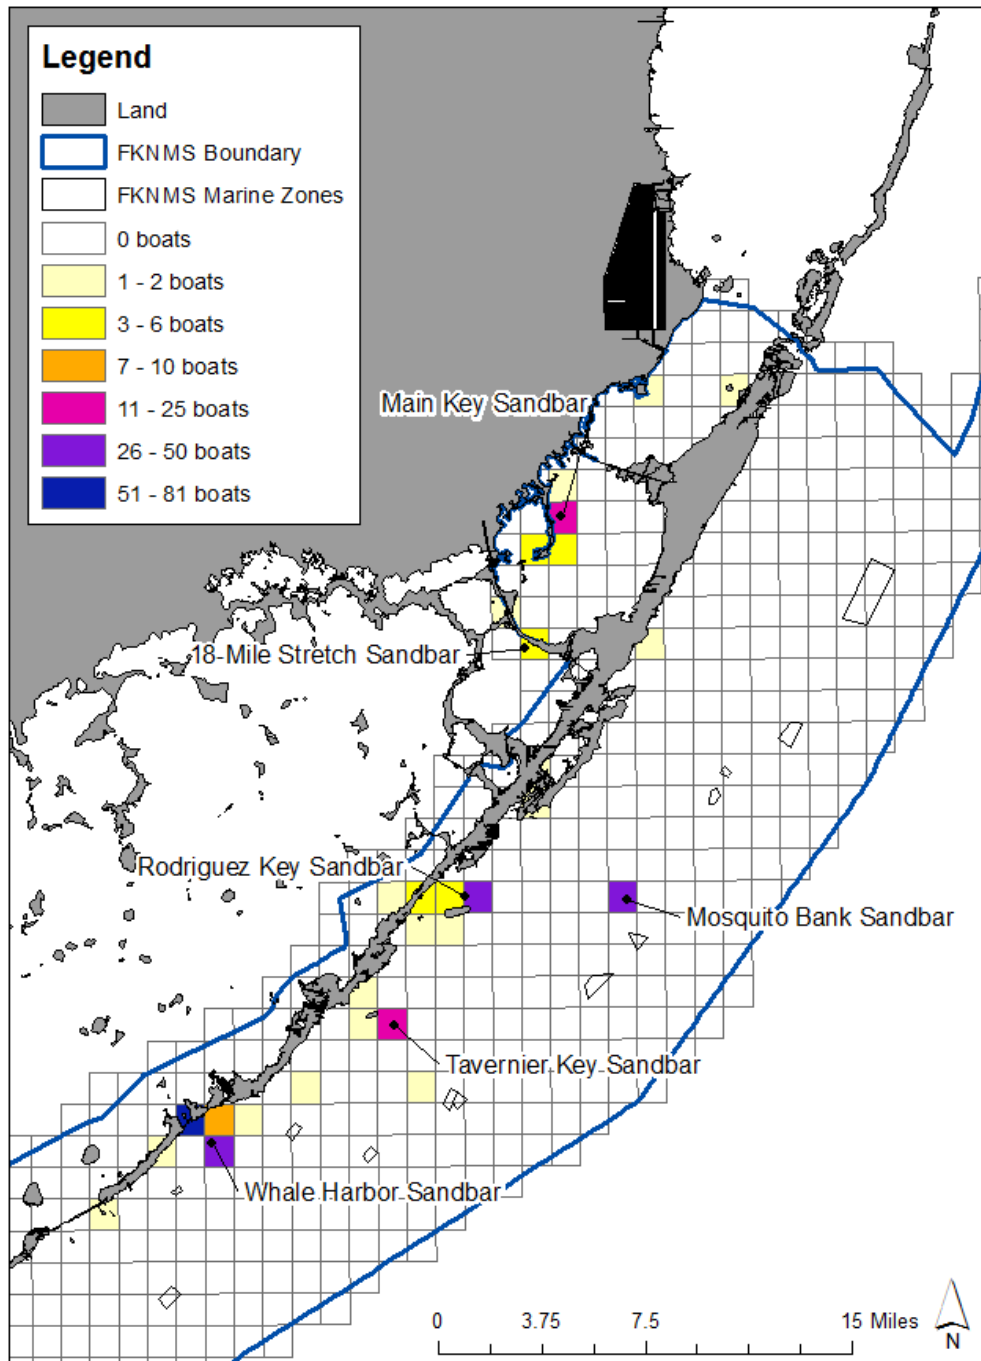 Legend
Land
FKNMS Boundary
FKNMS Marine Zones
0 boats
1 - 2 boats
3 - 6 boats
7 - 10 boats
11 - 25 boats
26 - 50 boats
51 - 81 boats
Main Key Sandbar
18-Mile Stretch Sandbar
Rodriguez Key Sandbar
Mosquito Bank Sandbar
Tavernier Key Sandbar
Whale Harbor Sandbar
0 3.75 7.5 15 Miles
N